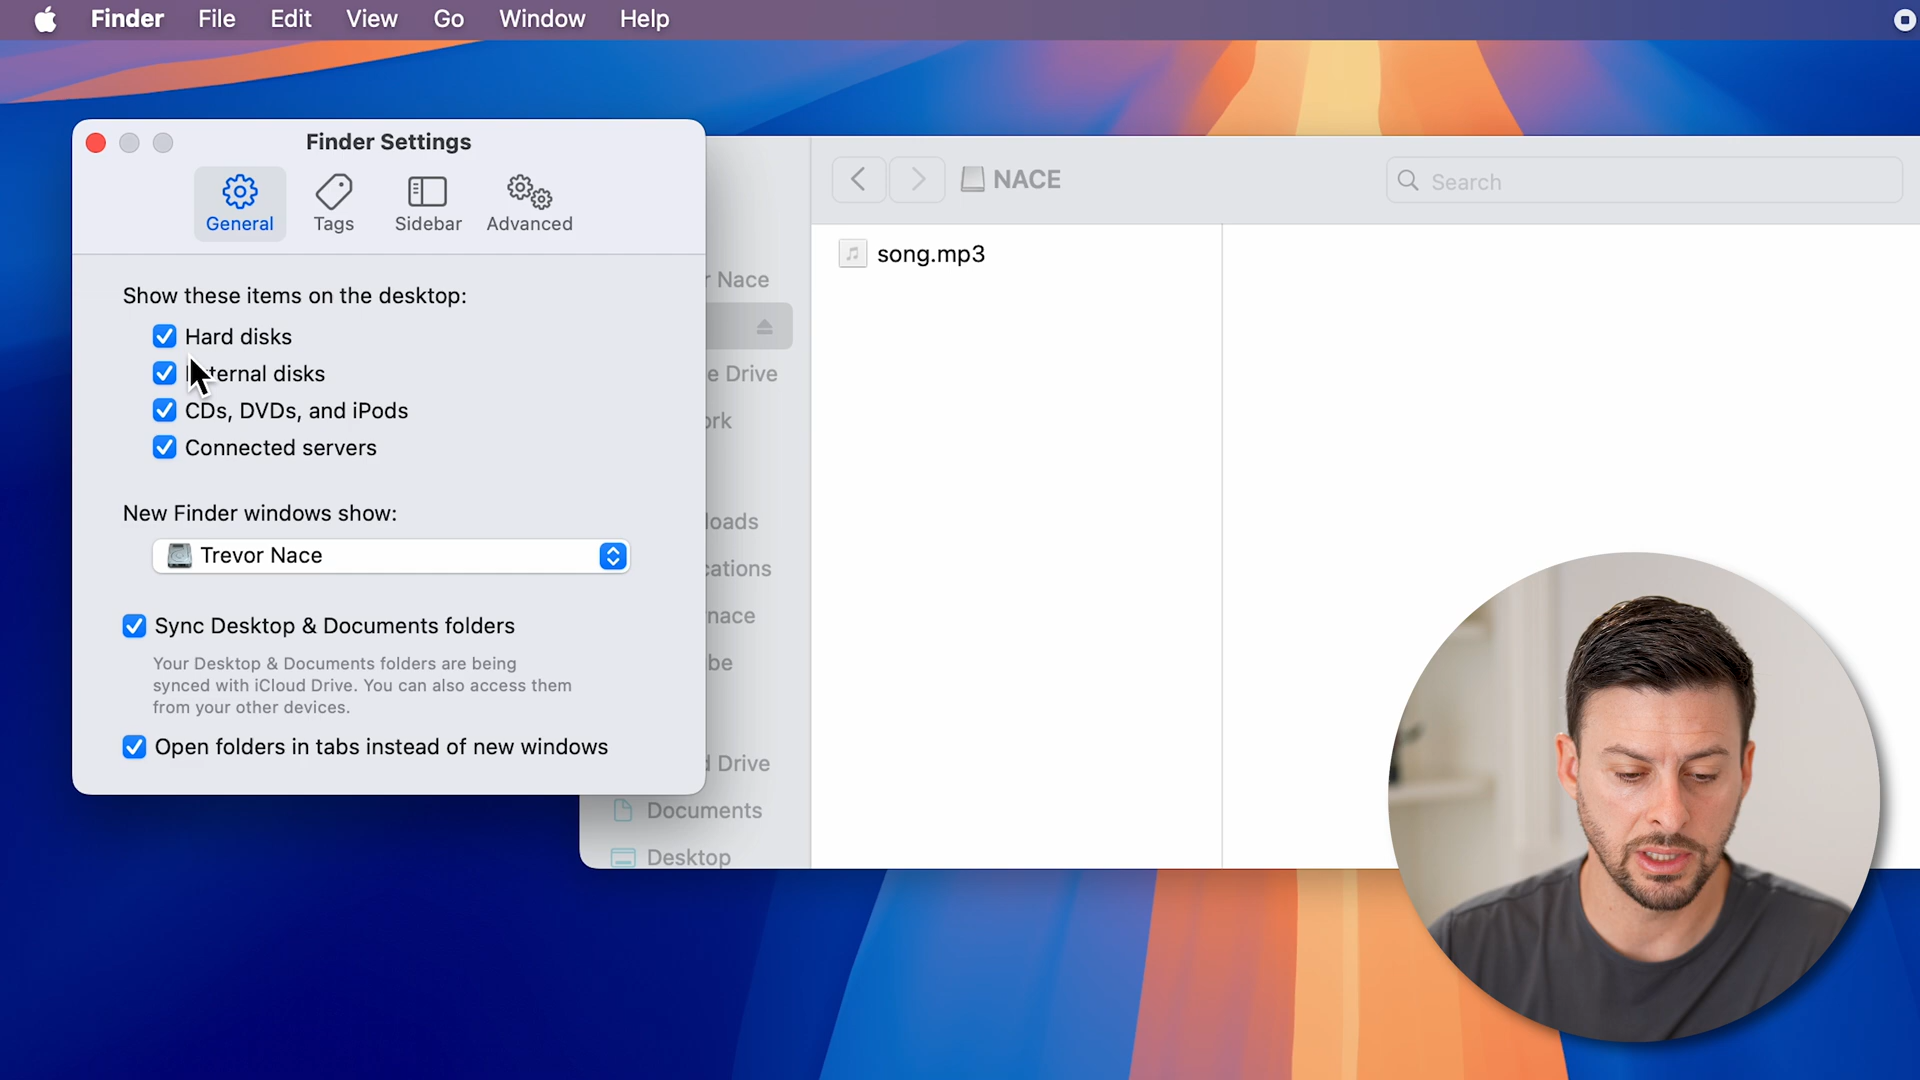 Finder File Edit View Go Window Help
Finder Settings
General Tags Sidebar Advanced
Show these items on the desktop:
Hard disks
ternal disks
CDs, DVDs, and iPods
Connected servers
New Finder windows show:
Trevor Nace
Sync Desktop & Documents folders
Your Desktop & Documents folders are being
synced with iCloud Drive. You can also access them
from your other devices.
Open folders in tabs instead of new windows
NACE
Search
song.mp3
r Nace
e Drive
ork
loads
cations
nace
be
d Drive
Documents
Desktop